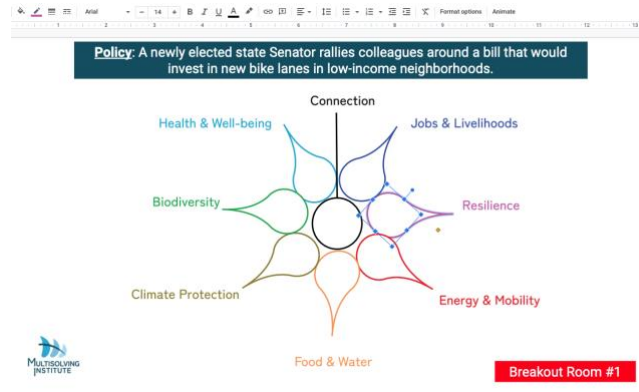 Arial
14
B I U A
Format options
Animate
Policy: A newly elected state Senator rallies colleagues around a bill that would
invest in new bike lanes in low-income neighborhoods.
Connection
Health & Well-being
Jobs & Livelihoods
Biodiversity
Resilience
Climate Protection
Energy & Mobility
Food & Water
MULTISOLVING
INSTITUTE
Breakout Room #1